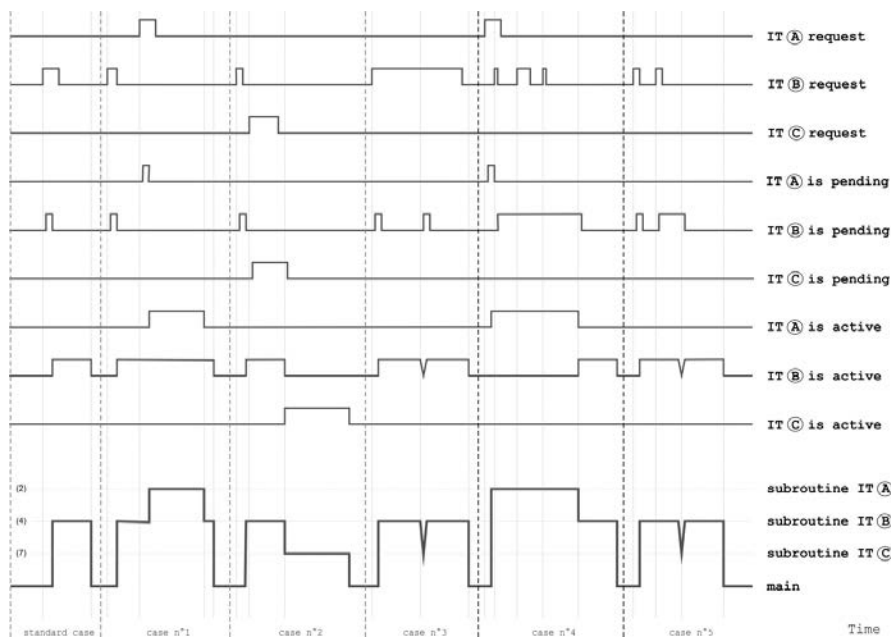 IT Ⓐ request
IT Ⓑ request
IT Ⓒ request
IT Ⓐ is pending
IT Ⓑ is pending
IT Ⓒ is pending
IT Ⓐ is active
IT Ⓑ is active
IT Ⓒ is active
(2) subroutine IT Ⓐ
(4) subroutine IT Ⓑ
(7) subroutine IT Ⓒ
main
standard case case n°1 case n°2 case n°3 case n°4 case n°5 Time